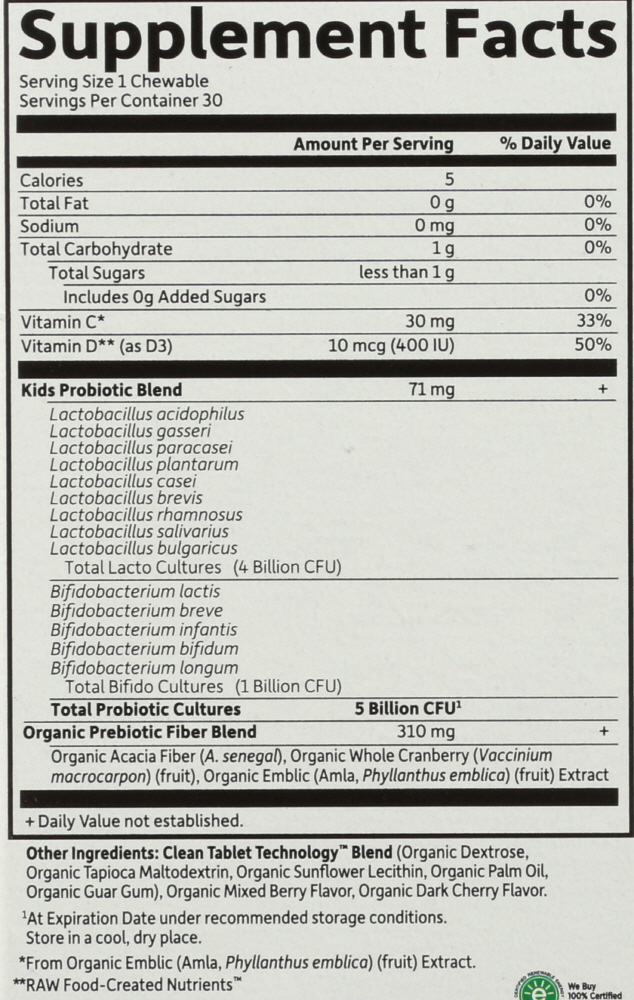 Supplement Facts
Serving Size 1 Chewable
Servings Per Container 30
Amount Per Serving % Daily Value
Calories 5
Total Fat 0 g 0%
Sodium 0 mg 0%
Total Carbohydrate 1 g 0%
Total Sugars less than 1 g
Includes 0g Added Sugars 0%
Vitamin C* 30 mg 33%
Vitamin D** (as D3) 10 mcg (400 IU) 50%
Kids Probiotic Blend 71 mg +
Lactobacillus acidophilus
Lactobacillus gasseri
Lactobacillus paracasei
Lactobacillus plantarum
Lactobacillus casei
Lactobacillus brevis
Lactobacillus rhamnosus
Lactobacillus salivarius
Lactobacillus bulgaricus
Total Lacto Cultures (4 Billion CFU)
Bifidobacterium lactis
Bifidobacterium breve
Bifidobacterium infantis
Bifidobacterium bifidum
Bifidobacterium longum
Total Bifido Cultures (1 Billion CFU)
Total Probiotic Cultures 5 Billion CFU¹
Organic Prebiotic Fiber Blend 310 mg +
Organic Acacia Fiber (A. senegal), Organic Whole Cranberry (Vaccinium
macrocarpon) (fruit), Organic Emblic (Amla, Phyllanthus emblica) (fruit) Extract
+ Daily Value not established.
Other Ingredients: Clean Tablet Technology™ Blend (Organic Dextrose,
Organic Tapioca Maltodextrin, Organic Sunflower Lecithin, Organic Palm Oil,
Organic Guar Gum), Organic Mixed Berry Flavor, Organic Dark Cherry Flavor.
¹At Expiration Date under recommended storage conditions.
Store in a cool, dry place.
*From Organic Emblic (Amla, Phyllanthus emblica) (fruit) Extract.
**RAW Food-Created Nutrients™
We Buy
100% Certified